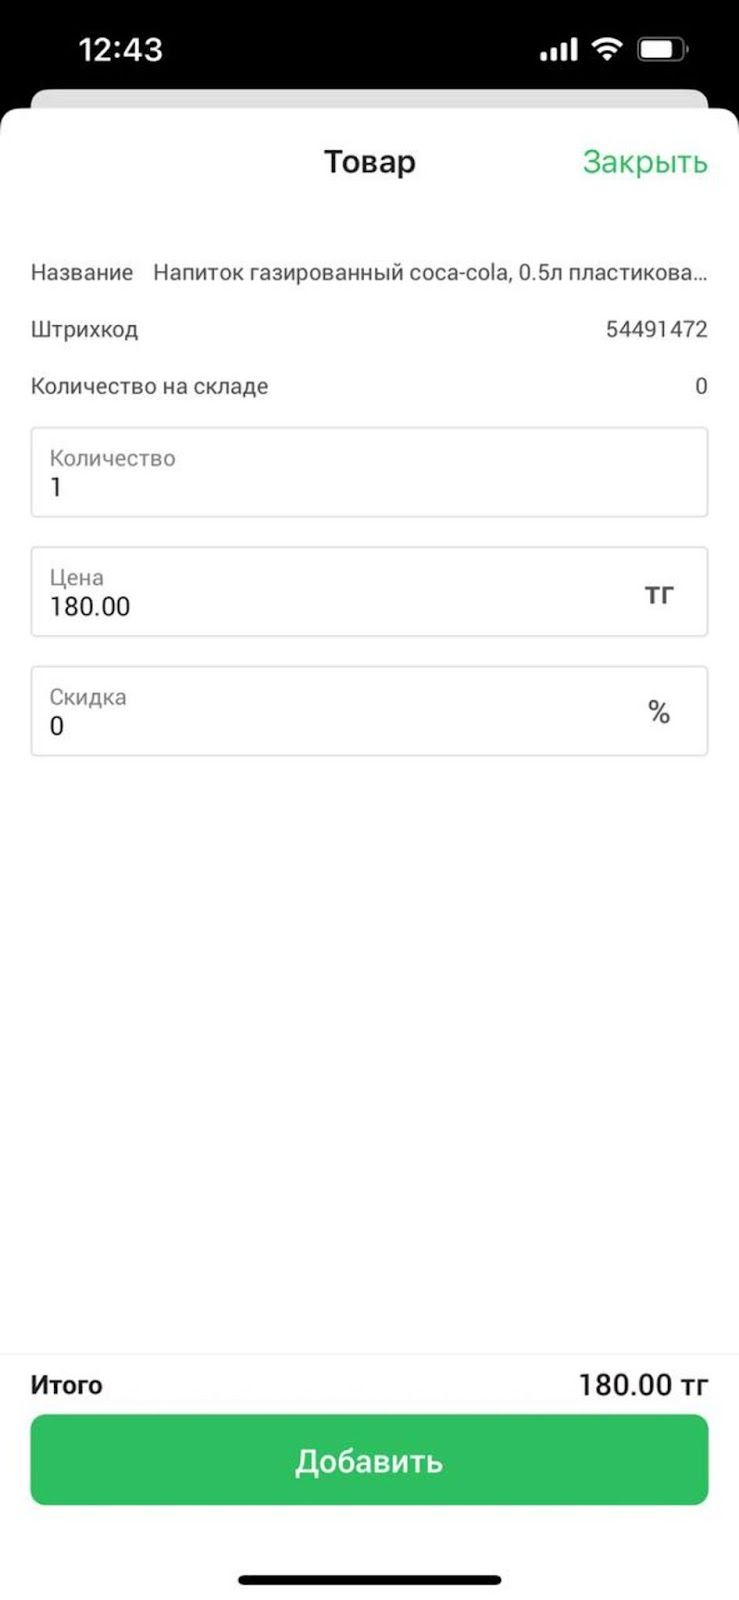 12:43
Товар
Закрыть
Название Напиток газированный coca-cola, 0.5л пластикова...
Штрихкод 54491472
Количество на складе 0
Количество
1
Цена
180.00 тг
Скидка
0 %
Итого 180.00 тг
Добавить